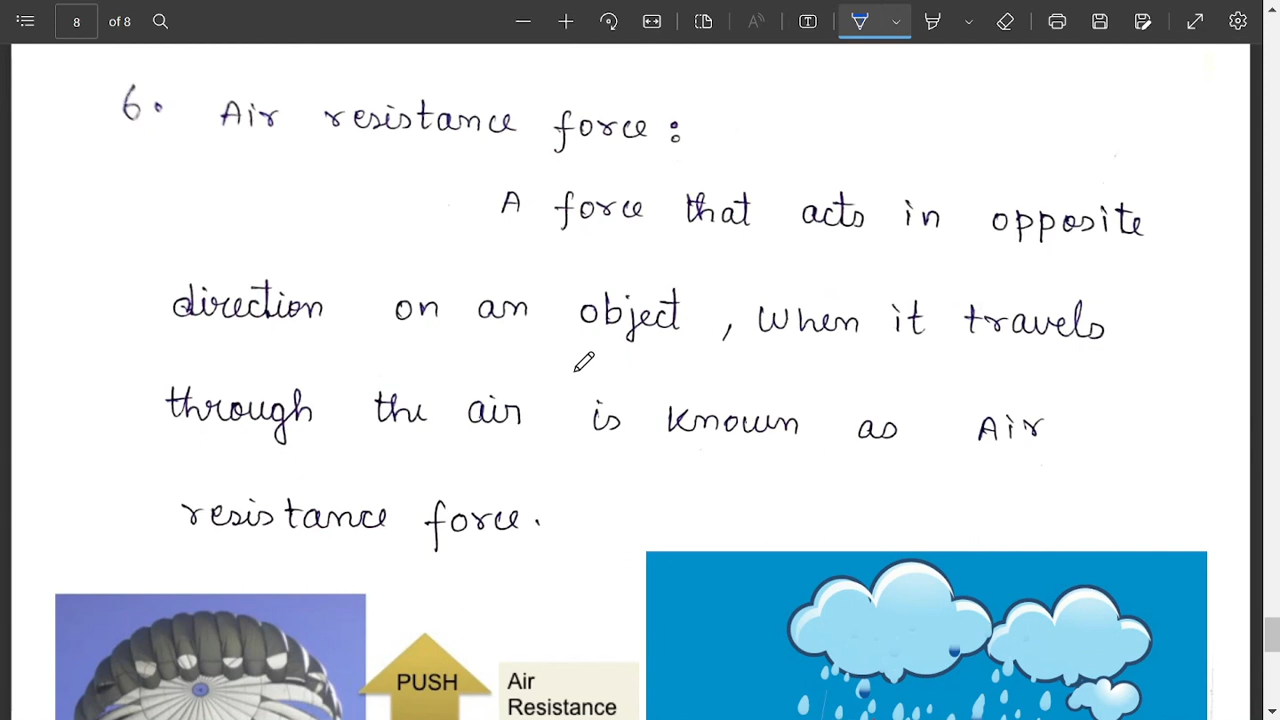 8 of 8
6. Air resistance force:
A force that acts in opposite
direction on an object, when it travels
through the air is known as Air
resistance force.
PUSH
Air
Resistance